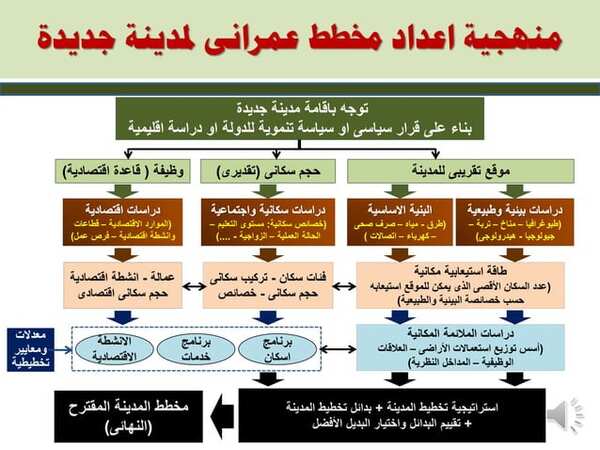 منهجية اعداد مخطط عمرانى لمدينة جديدة
توجه باقامة مدينة جديدة
بناء على قرار سياسى او سياسة تنموية للدولة او دراسة اقليمية
موقع تقريبى للمدينة
حجم سكانى (تقديرى)
وظيفة ( قاعدة اقتصادية)
دراسات بيئية وطبيعية
(طبوغرافيا – مناخ – تربة –
جيولوجيا - هيدرولوجى)
البنية الاساسية
(طرق - مياه – صرف صحى
– كهرباء - اتصالات )
دراسات سكانية واجتماعية
(خصائص سكانية: مستوى التعليم –
الحالة العملية – الزواجية - ....)
دراسات اقتصادية
(الموارد الاقتصادية – قطاعات
وانشطة اقتصادية – فرص عمل)
طاقة استيعابية مكانية
(عدد السكان الأقصى الذى يمكن للموقع استيعابه
حسب خصائصة البيئية والطبيعية)
فئات سكان - تركيب سكانى
حجم سكانى - خصائص
عمالة - انشطة اقتصادية
حجم سكانى اقتصادى
دراسات الملائمة المكانية
(اسس توزيع استعمالات الأراضى – العلاقات
الوظيفية – المداخل النظرية)
برنامج
اسكان
برنامج
خدمات
الانشطة
الاقتصادية
معدلات
ومعايير
تخطيطية
استراتيجية تخطيط المدينة + بدائل تخطيط المدينة
+ تقييم البدائل واختيار البديل الأفضل
مخطط المدينة المقترح
(النهائى)